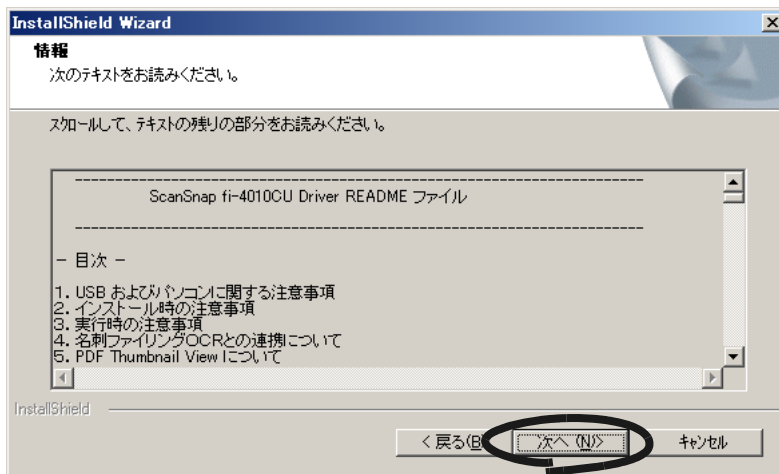 InstallShield Wizard
情報
次のテキストをお読みください。
スクロールして、テキストの残りの部分をお読みください。
--------------------------------------------------------------------
ScanSnap fi-4010CU Driver README ファイル
--------------------------------------------------------------------
- 目次 -
1. USB およびパソコンに関する注意事項
2. インストール時の注意事項
3. 実行時の注意事項
4. 名刺ファイリングOCRとの連携について
5. PDF Thumbnail View について
InstallShield
< 戻る(B 次へ (N)> キャンセル